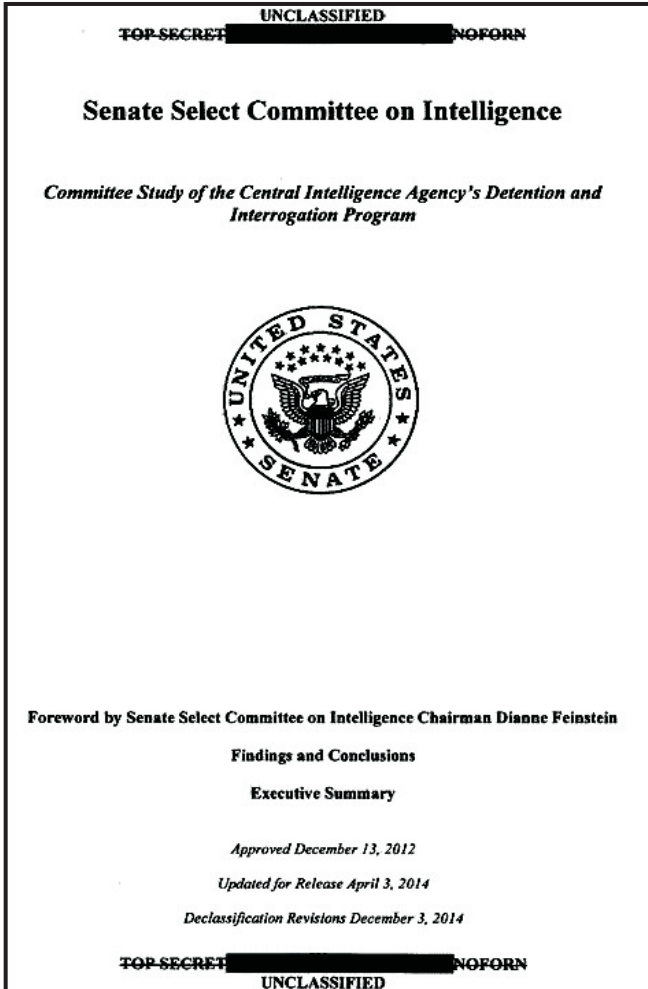 UNCLASSIFIED
TOP SECRET NOFORN
Senate Select Committee on Intelligence
Committee Study of the Central Intelligence Agency's Detention and
Interrogation Program
UNITED STATES
SENATE
Foreword by Senate Select Committee on Intelligence Chairman Dianne Feinstein
Findings and Conclusions
Executive Summary
Approved December 13, 2012
Updated for Release April 3, 2014
Declassification Revisions December 3, 2014
TOP SECRET NOFORN
UNCLASSIFIED